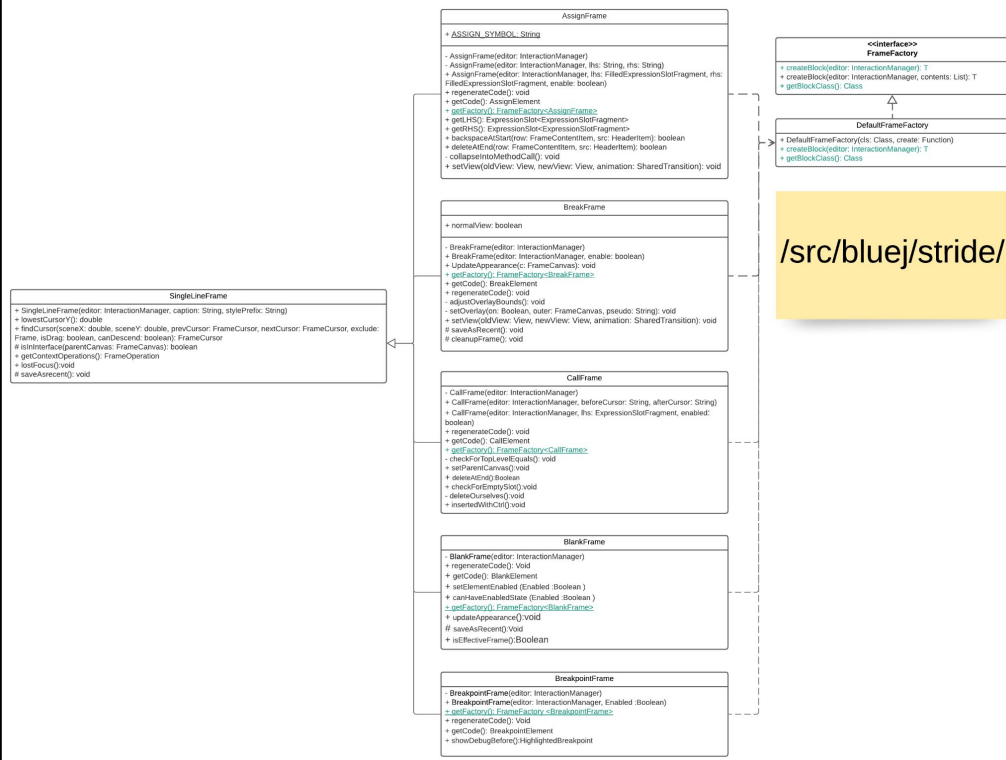 SingleLineFrame
+ SingleLineFrame(editor: InteractionManager, caption: String, stylePrefix: String)
+ lowestCursorY(): double
+ findCursor(sceneX: double, sceneY: double, prevCursor: FrameCursor, nextCursor: FrameCursor, exclude:
Frame, isDrag: boolean, canDescend: boolean): FrameCursor
# isInInterface(parentCanvas: FrameCanvas): boolean
+ getContextOperations(): FrameOperation
+ lostFocus():void
# saveAsrecent(): void
AssignFrame
+ ASSIGN_SYMBOL: String
- AssignFrame(editor: InteractionManager)
- AssignFrame(editor: InteractionManager, lhs: String, rhs: String)
+ AssignFrame(editor: InteractionManager, lhs: FilledExpressionSlotFragment, rhs:
FilledExpressionSlotFragment, enable: boolean)
+ regenerateCode(): void
+ getCode(): AssignElement
+ getFactory(): FrameFactory<AssignFrame>
+ getLHS(): ExpressionSlot<ExpressionSlotFragment>
+ getRHS(): ExpressionSlot<ExpressionSlotFragment>
+ backspaceAtStart(row: FrameContentItem, src: HeaderItem): boolean
+ deleteAtEnd(row: FrameContentItem, src: HeaderItem): boolean
- collapseIntoMethodCall(): void
+ setView(oldView: View, newView: View, animation: SharedTransition): void
BreakFrame
+ normalView: boolean
- BreakFrame(editor: InteractionManager)
+ BreakFrame(editor: InteractionManager, enable: boolean)
+ UpdateAppearance(c: FrameCanvas): void
+ getFactory(): FrameFactory<BreakFrame>
+ getCode(): BreakElement
+ regenerateCode(): void
- adjustOverlayBounds(): void
- setOverlay(on: Boolean, outer: FrameCanvas, pseudo: String): void
+ setView(oldView: View, newView: View, animation: SharedTransition): void
# saveAsRecent(): void
# cleanupFrame(): void
CallFrame
- CallFrame(editor: InteractionManager)
+ CallFrame(editor: InteractionManager, beforeCursor: String, afterCursor: String)
+ CallFrame(editor: InteractionManager, lhs: ExpressionSlotFragment, enabled:
boolean)
+ regenerateCode(): void
+ getCode(): CallElement
+ getFactory(): FrameFactory<CallFrame>
- checkForTopLevelEquals(): void
+ setParentCanvas():void
+ deleteAtEnd():Boolean
+ checkForEmptySlot():void
- deleteOurselves():void
+ insertedWithCtrl():void
BlankFrame
- BlankFrame(editor: InteractionManager)
+ regenerateCode(): Void
+ getCode(): BlankElement
+ setElementEnabled (Enabled :Boolean )
+ canHaveEnabledState (Enabled :Boolean )
+ getFactory(): FrameFactory<BlankFrame>
+ updateAppearance():void
# saveAsRecent():Void
+ isEffectiveFrame():Boolean
BreakpointFrame
- BreakpointFrame(editor: InteractionManager)
+ BreakpointFrame(editor: InteractionManager, Enabled :Boolean)
+ getFactory(): FrameFactory <BreakpointFrame>
+ regenerateCode(): Void
+ getCode(): BreakpointElement
+ showDebugBefore():HighlightedBreakpoint
<<interface>>
FrameFactory
+ createBlock(editor: InteractionManager): T
+ createBlock(editor: InteractionManager, contents: List): T
+ getBlockClass(): Class
DefaultFrameFactory
+ DefaultFrameFactory(cls: Class, create: Function)
+ createBlock(editor: InteractionManager): T
+ getBlockClass(): Class
/src/bluej/stride/